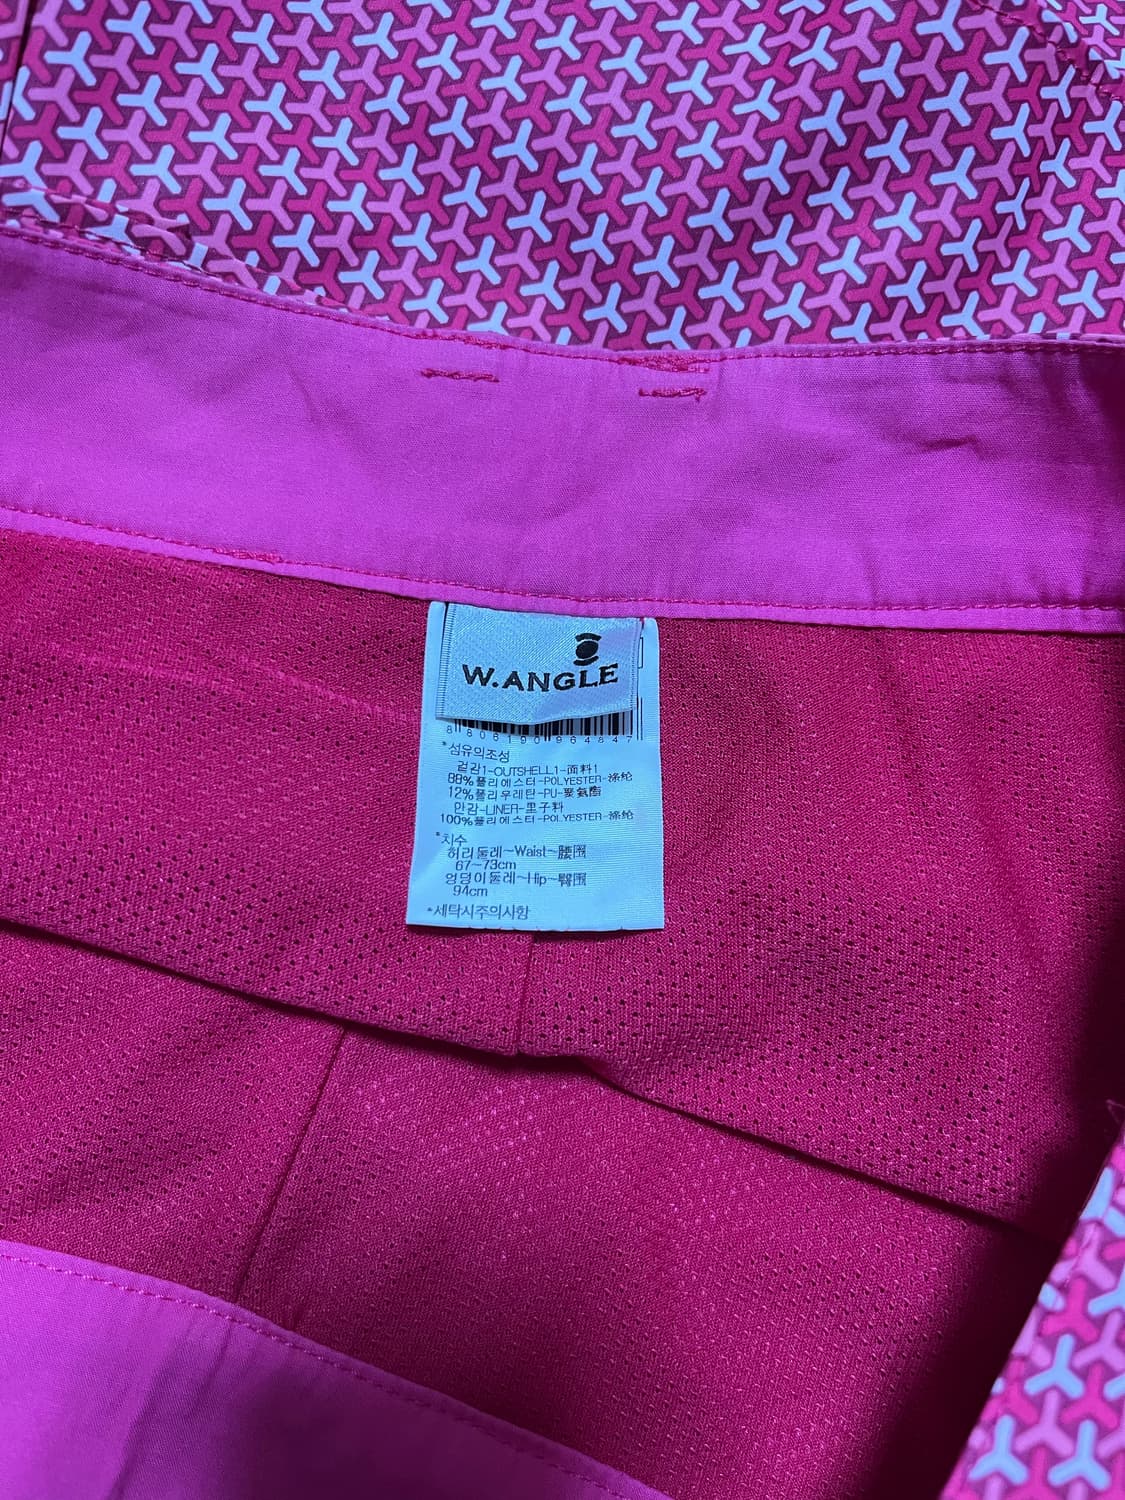 W.ANGLE
8 806190 964847
*섬유의조성
겉감1-OUTSHELL1-面料1
88%폴리에스터-POLYESTER-涤纶
12%폴리우레탄-PU-聚氨酯
안감-LINER-里子料
100%폴리에스터-POLYESTER-涤纶
*치수
허리둘레~Waist~腰围
67~73cm
엉덩이둘레~Hip~臀围
94cm
*세탁시주의사항